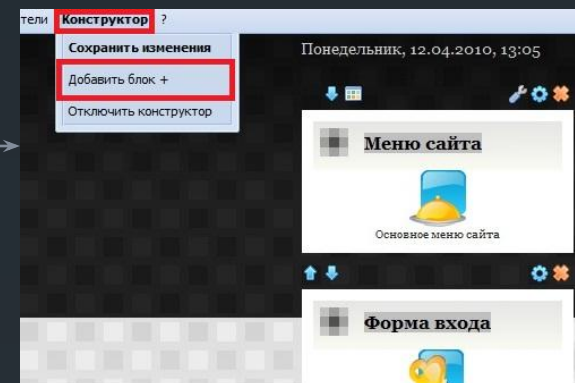 тели Конструктор ?
Сохранить изменения
Добавить блок +
Отключить конструктор
Понедельник, 12.04.2010, 13:05
Меню сайта
Основное меню сайта
Форма входа